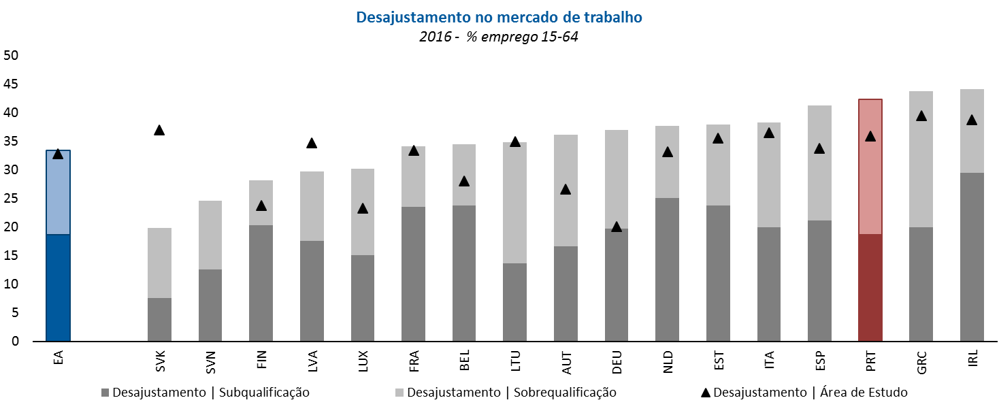 Desajustamento no mercado de trabalho
2016 - % emprego 15-64
50
45
40
35
30
25
20
15
10
5
0
EA
SVK
SVN
FIN
LVA
LUX
FRA
BEL
LTU
AUT
DEU
NLD
EST
ITA
ESP
PRT
GRC
IRL
Desajustamento | Subqualificação
Desajustamento | Sobrequalificação
Desajustamento | Área de Estudo